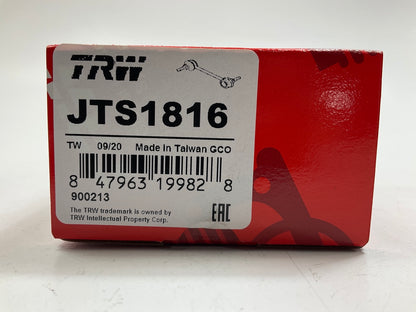 TRW
JTS1816
TW 09/20 Made in Taiwan GCO
8 47963 19982 8
900213
The TRW trademark is owned by
TRW Intellectual Property Corp.
EAC